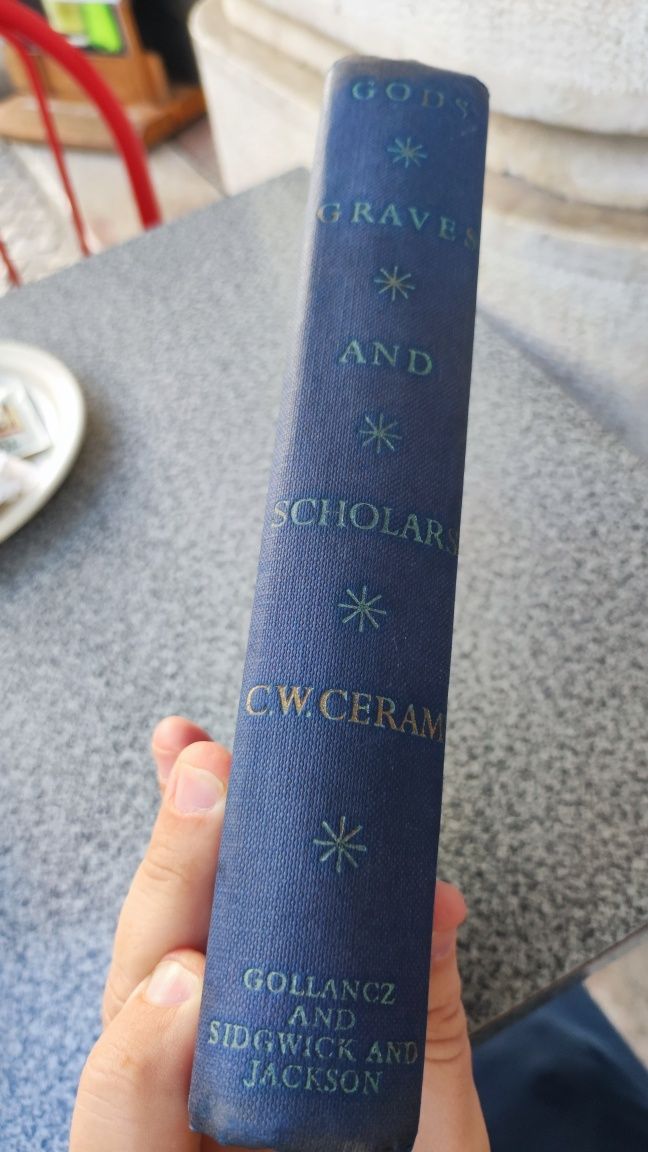 GODS
GRAVES
AND
SCHOLARS
C.W.CERAM
GOLLANCZ
AND
SIDGWICK AND
JACKSON